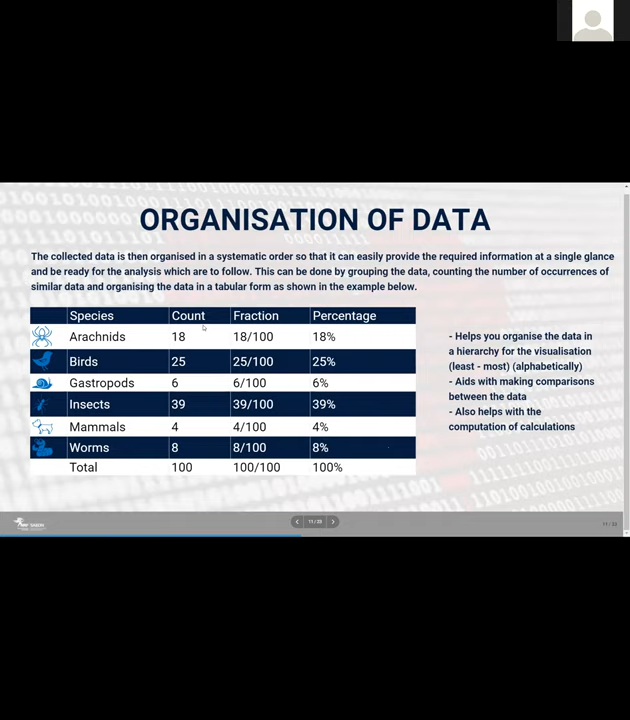 ORGANISATION OF DATA
The collected data is then organised in a systematic order so that it can easily provide the required information at a single glance
and be ready for the analysis which are to follow. This can be done by grouping the data, counting the number of occurrences of
similar data and organising the data in a tabular form as shown in the example below.
Species Count Fraction Percentage
Arachnids 18 18/100 18%
Birds 25 25/100 25%
Gastropods 6 6/100 6%
Insects 39 39/100 39%
Mammals 4 4/100 4%
Worms 8 8/100 8%
Total 100 100/100 100%
- Helps you organise the data in
a hierarchy for the visualisation
(least - most) (alphabetically)
- Aids with making comparisons
between the data
- Also helps with the
computation of calculations
11 / 23